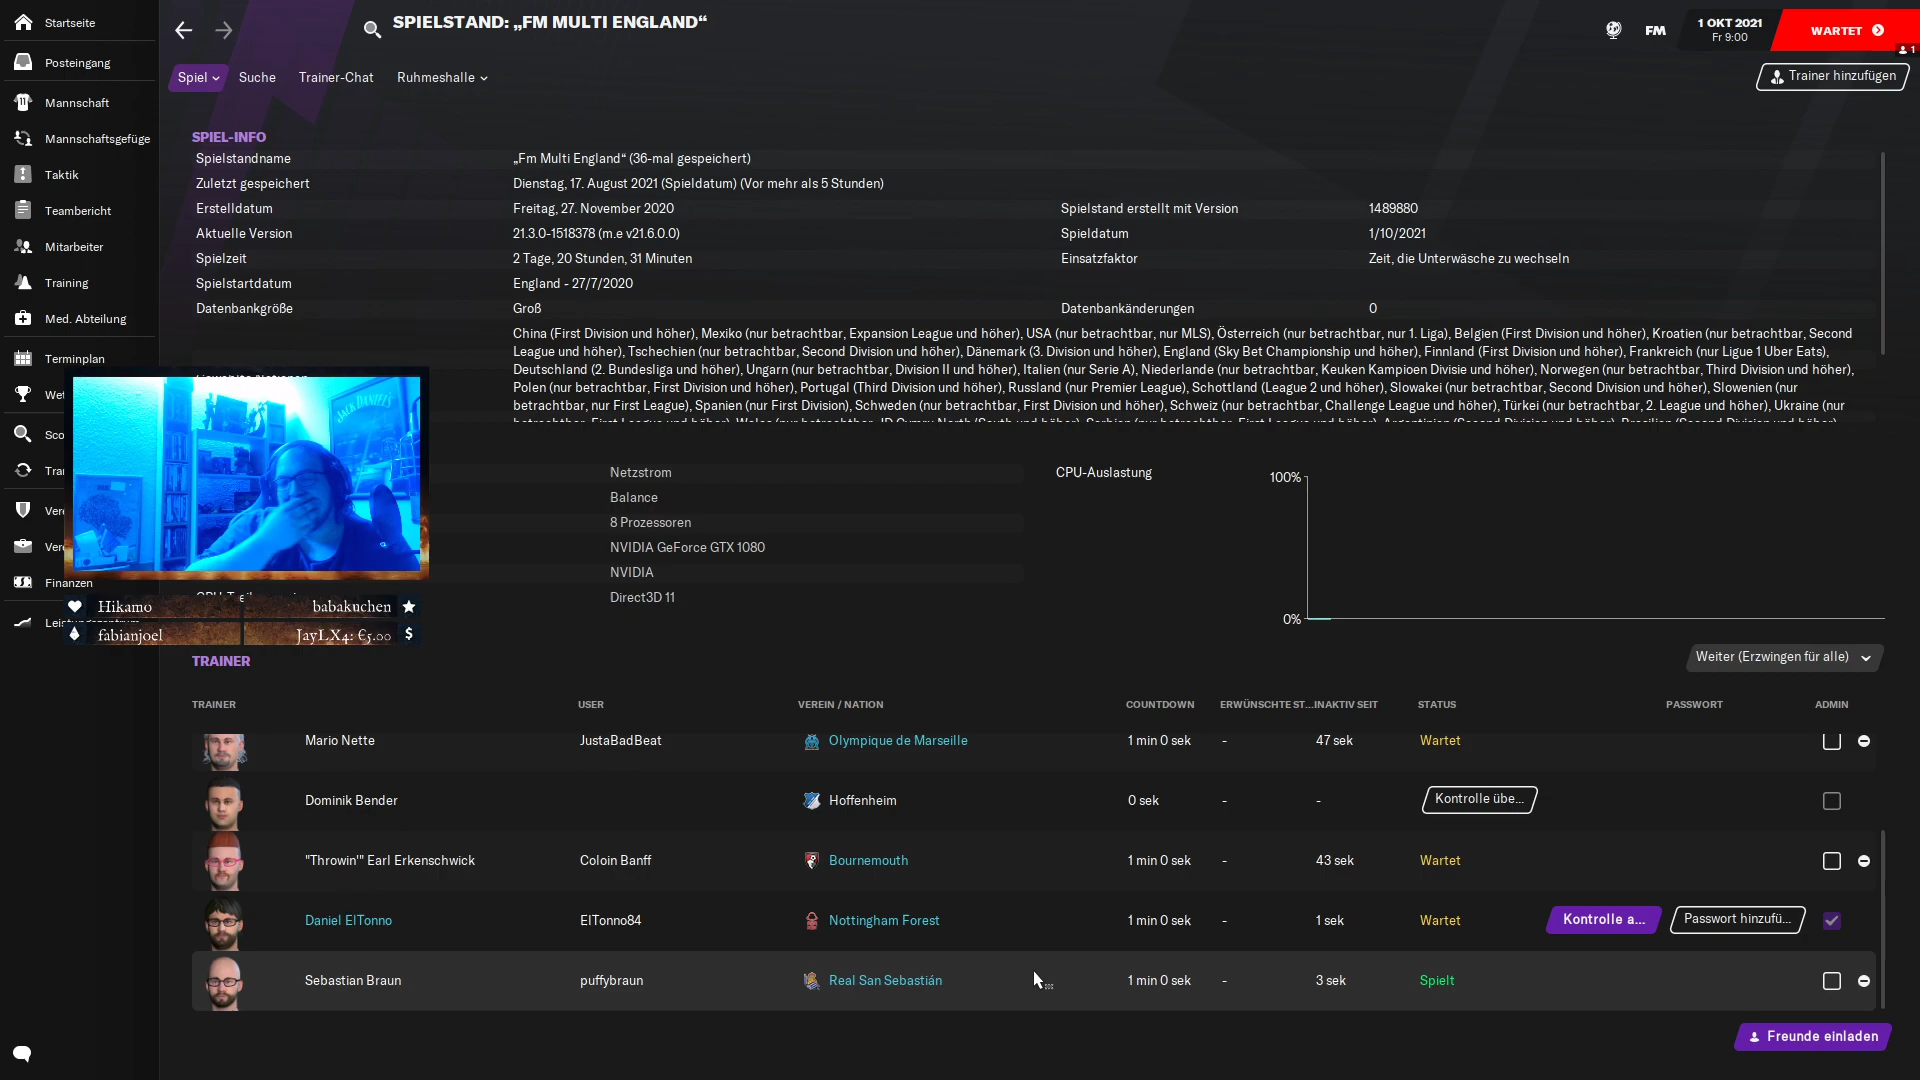 Startseite
SPIELSTAND: „FM MULTI ENGLAND“
FM
1 OKT 2021
Fr 9:00
WARTET
1
Posteingang
Spiel
Suche
Trainer-Chat
Ruhmeshalle
Trainer hinzufügen
Mannschaft
Mannschaftsgefüge
Taktik
Teambericht
Mitarbeiter
Training
Med. Abteilung
Terminplan
SPIEL-INFO
Spielstandname
„Fm Multi England“ (36-mal gespeichert)
Zuletzt gespeichert
Dienstag, 17. August 2021 (Spieldatum) (Vor mehr als 5 Stunden)
Erstelldatum
Freitag, 27. November 2020
Spielstand erstellt mit Version
1489880
Aktuelle Version
21.3.0-1518378 (m.e v21.6.0.0)
Spieldatum
1/10/2021
Spielzeit
2 Tage, 20 Stunden, 31 Minuten
Einsatzfaktor
Zeit, die Unterwäsche zu wechseln
Spielstartdatum
England - 27/7/2020
Datenbankgröße
Groß
Datenbankänderungen
0
China (First Division und höher), Mexiko (nur betrachtbar, Expansion League und höher), USA (nur betrachtbar, nur MLS), Österreich (nur betrachtbar, nur 1. Liga), Belgien (First Division und höher), Kroatien (nur betrachtbar, Second
League und höher), Tschechien (nur betrachtbar, Second Division und höher), Dänemark (3. Division und höher), England (Sky Bet Championship und höher), Finnland (First Division und höher), Frankreich (nur Ligue 1 Uber Eats),
Deutschland (2. Bundesliga und höher), Ungarn (nur betrachtbar, Division II und höher), Italien (nur Serie A), Niederlande (nur betrachtbar, Keuken Kampioen Divisie und höher), Norwegen (nur betrachtbar, Third Division und höher),
Polen (nur betrachtbar, First Division und höher), Portugal (Third Division und höher), Russland (nur Premier League), Schottland (League 2 und höher), Slowakei (nur betrachtbar, Second Division und höher), Slowenien (nur
betrachtbar, nur First League), Spanien (nur First Division), Schweden (nur betrachtbar, First Division und höher), Schweiz (nur betrachtbar, Challenge League und höher), Türkei (nur betrachtbar, 2. League und höher), Ukraine (nur
Wet
Sco
Tra
Vere
Vere
Finanzen
JACK DANIEL'S
Netzstrom
Balance
8 Prozessoren
NVIDIA GeForce GTX 1080
NVIDIA
Direct3D 11
CPU-Auslastung
100%
0%
Hikamo
babakuchen
fabianjoel
JayLX4: €5.00
TRAINER
Weiter (Erzwingen für alle)
TRAINER
USER
VEREIN / NATION
COUNTDOWN
ERWÜNSCHTE ST...
INAKTIV SEIT
STATUS
PASSWORT
ADMIN
Mario Nette
JustaBadBeat
Olympique de Marseille
1 min 0 sek
-
47 sek
Wartet
Dominik Bender
Hoffenheim
0 sek
-
-
Kontrolle übe...
"Throwin'" Earl Erkenschwick
Coloin Banff
Bournemouth
1 min 0 sek
-
43 sek
Wartet
Daniel ElTonno
ElTonno84
Nottingham Forest
1 min 0 sek
-
1 sek
Wartet
Kontrolle a...
Passwort hinzufü...
Sebastian Braun
puffybraun
Real San Sebastián
1 min 0 sek
-
3 sek
Spielt
Freunde einladen